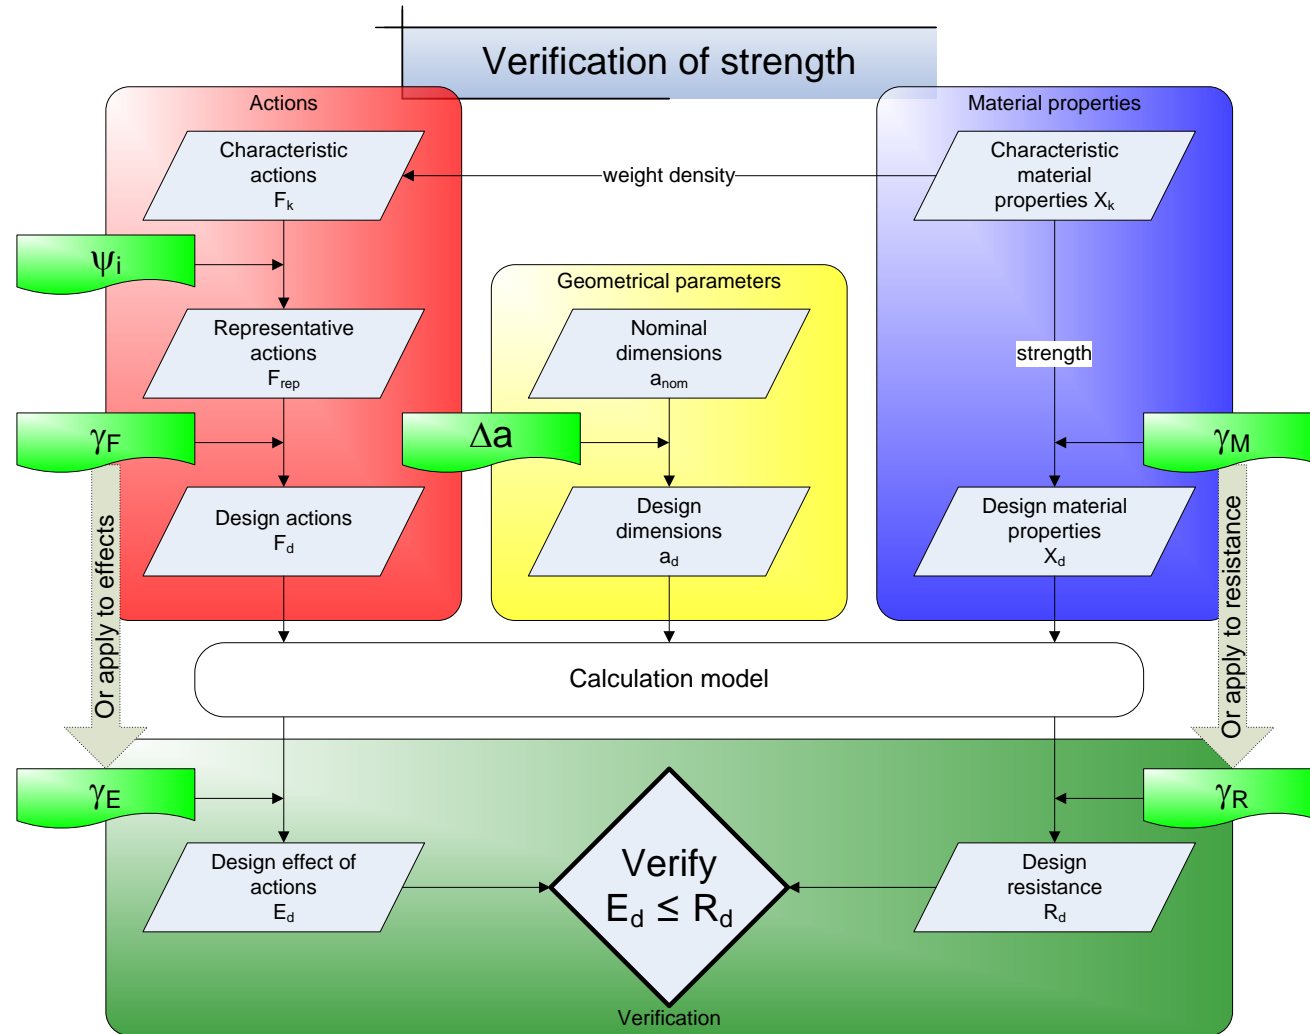 Verification of strength
Actions
Characteristic
actions
Fk
ψi
Representative
actions
Frep
γF
Design actions
Fd
Or apply to effects
weight density
Geometrical parameters
Nominal
dimensions
anom
Δa
Design
dimensions
ad
Material properties
Characteristic
material
properties Xk
strength
γM
Design material
properties
Xd
Or apply to resistance
Calculation model
γE
Design effect of
actions
Ed
Verify
Ed ≤ Rd
γR
Design
resistance
Rd
Verification